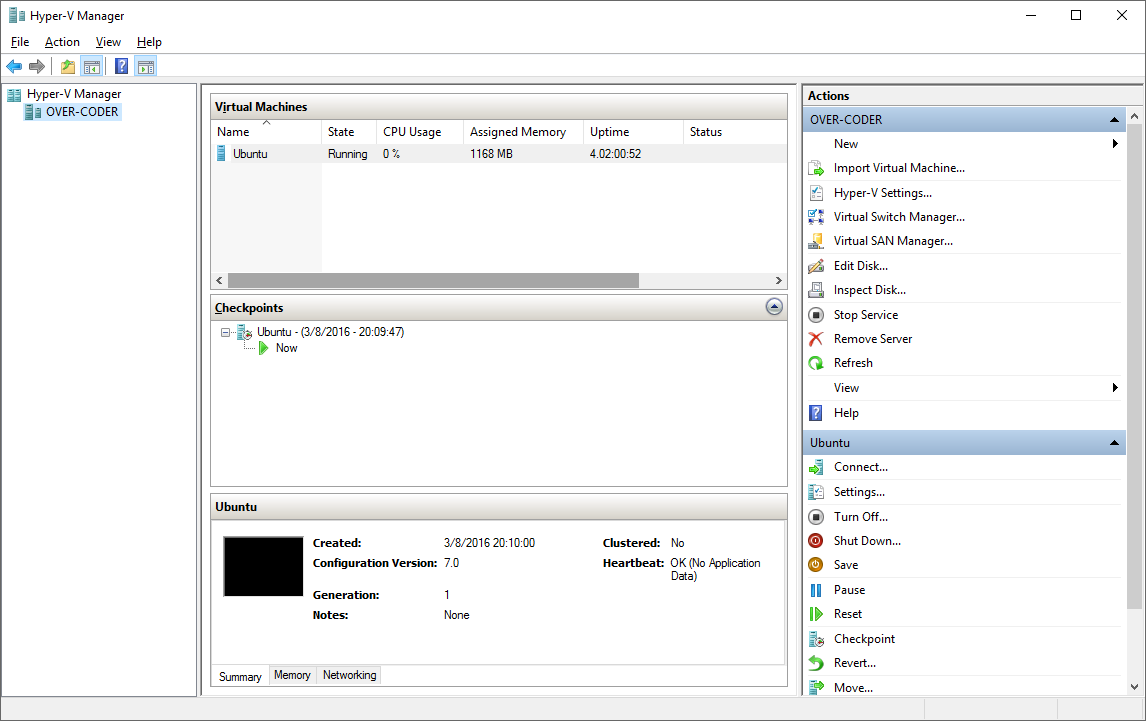 Hyper-V Manager
File Action View Help
Hyper-V Manager
OVER-CODER
Virtual Machines
Name State CPU Usage Assigned Memory Uptime Status
Ubuntu Running 0 % 1168 MB 4.02:00:52
Checkpoints
Ubuntu - (3/8/2016 - 20:09:47)
Now
Ubuntu
Created: 3/8/2016 20:10:00 Clustered: No
Configuration Version: 7.0 Heartbeat: OK (No Application
Data)
Generation: 1
Notes: None
Summary Memory Networking
Actions
OVER-CODER
New
Import Virtual Machine...
Hyper-V Settings...
Virtual Switch Manager...
Virtual SAN Manager...
Edit Disk...
Inspect Disk...
Stop Service
Remove Server
Refresh
View
Help
Ubuntu
Connect...
Settings...
Turn Off...
Shut Down...
Save
Pause
Reset
Checkpoint
Revert...
Move...